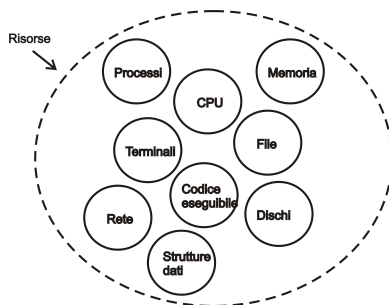 Risorse
Processi
Memoria
CPU
Terminali
File
Codice
eseguibile
Rete
Dischi
Strutture
dati